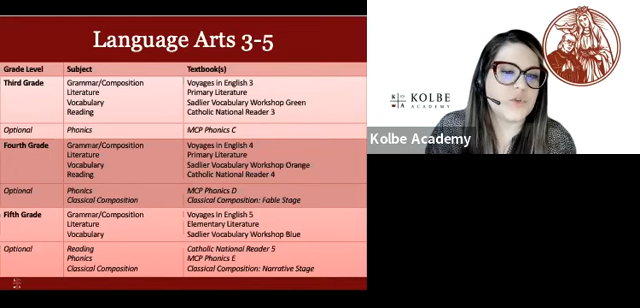 Language Arts 3-5
Grade Level Subject Textbook(s)
Third Grade Grammar/Composition Voyages in English 3
Literature Primary Literature
Vocabulary Sadlier Vocabulary Workshop Green
Reading Catholic National Reader 3
Optional Phonics MCP Phonics C
Fourth Grade Grammar/Composition Voyages in English 4
Literature Primary Literature
Vocabulary Sadlier Vocabulary Workshop Orange
Reading Catholic National Reader 4
Optional Phonics MCP Phonics D
Classical Composition Classical Composition: Fable Stage
Fifth Grade Grammar/Composition Voyages in English 5
Literature Elementary Literature
Vocabulary Sadlier Vocabulary Workshop Blue
Optional Reading Catholic National Reader 5
Phonics MCP Phonics E
Classical Composition Classical Composition: Narrative Stage
KOLBE
ACADEMY
Kolbe Academy